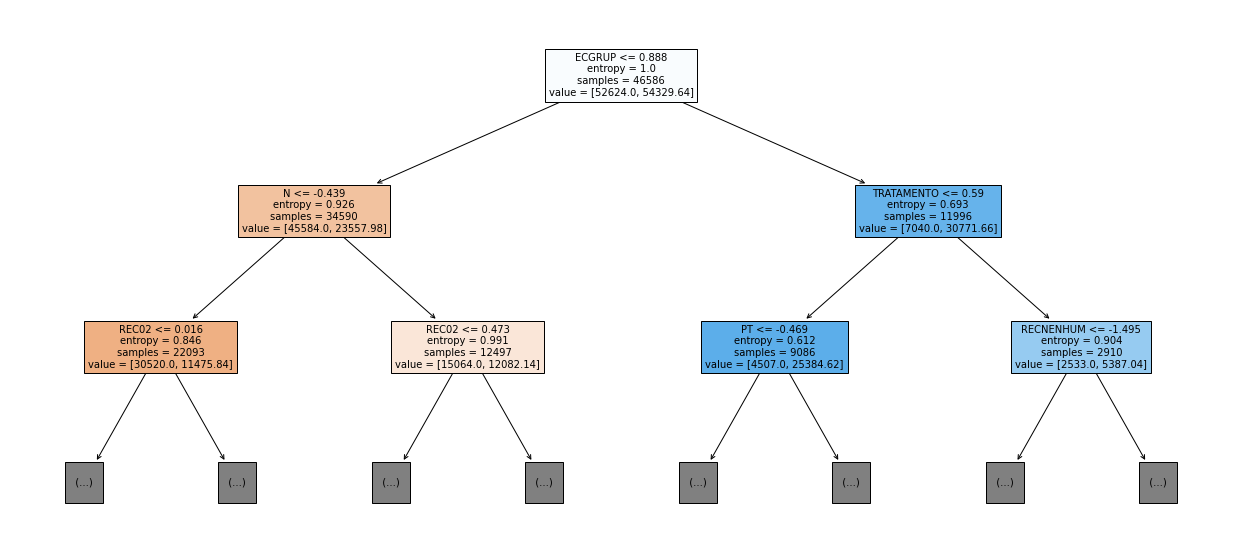 ECGRUP <= 0.888
entropy = 1.0
samples = 46586
value = [52624.0, 54329.64]
N <= -0.439
entropy = 0.926
samples = 34590
value = [45584.0, 23557.98]
TRATAMENTO <= 0.59
entropy = 0.693
samples = 11996
value = [7040.0, 30771.66]
REC02 <= 0.016
entropy = 0.846
samples = 22093
value = [30520.0, 11475.84]
REC02 <= 0.473
entropy = 0.991
samples = 12497
value = [15064.0, 12082.14]
PT <= -0.469
entropy = 0.612
samples = 9086
value = [4507.0, 25384.62]
RECNENHUM <= -1.495
entropy = 0.904
samples = 2910
value = [2533.0, 5387.04]
(...)
(...)
(...)
(...)
(...)
(...)
(...)
(...)